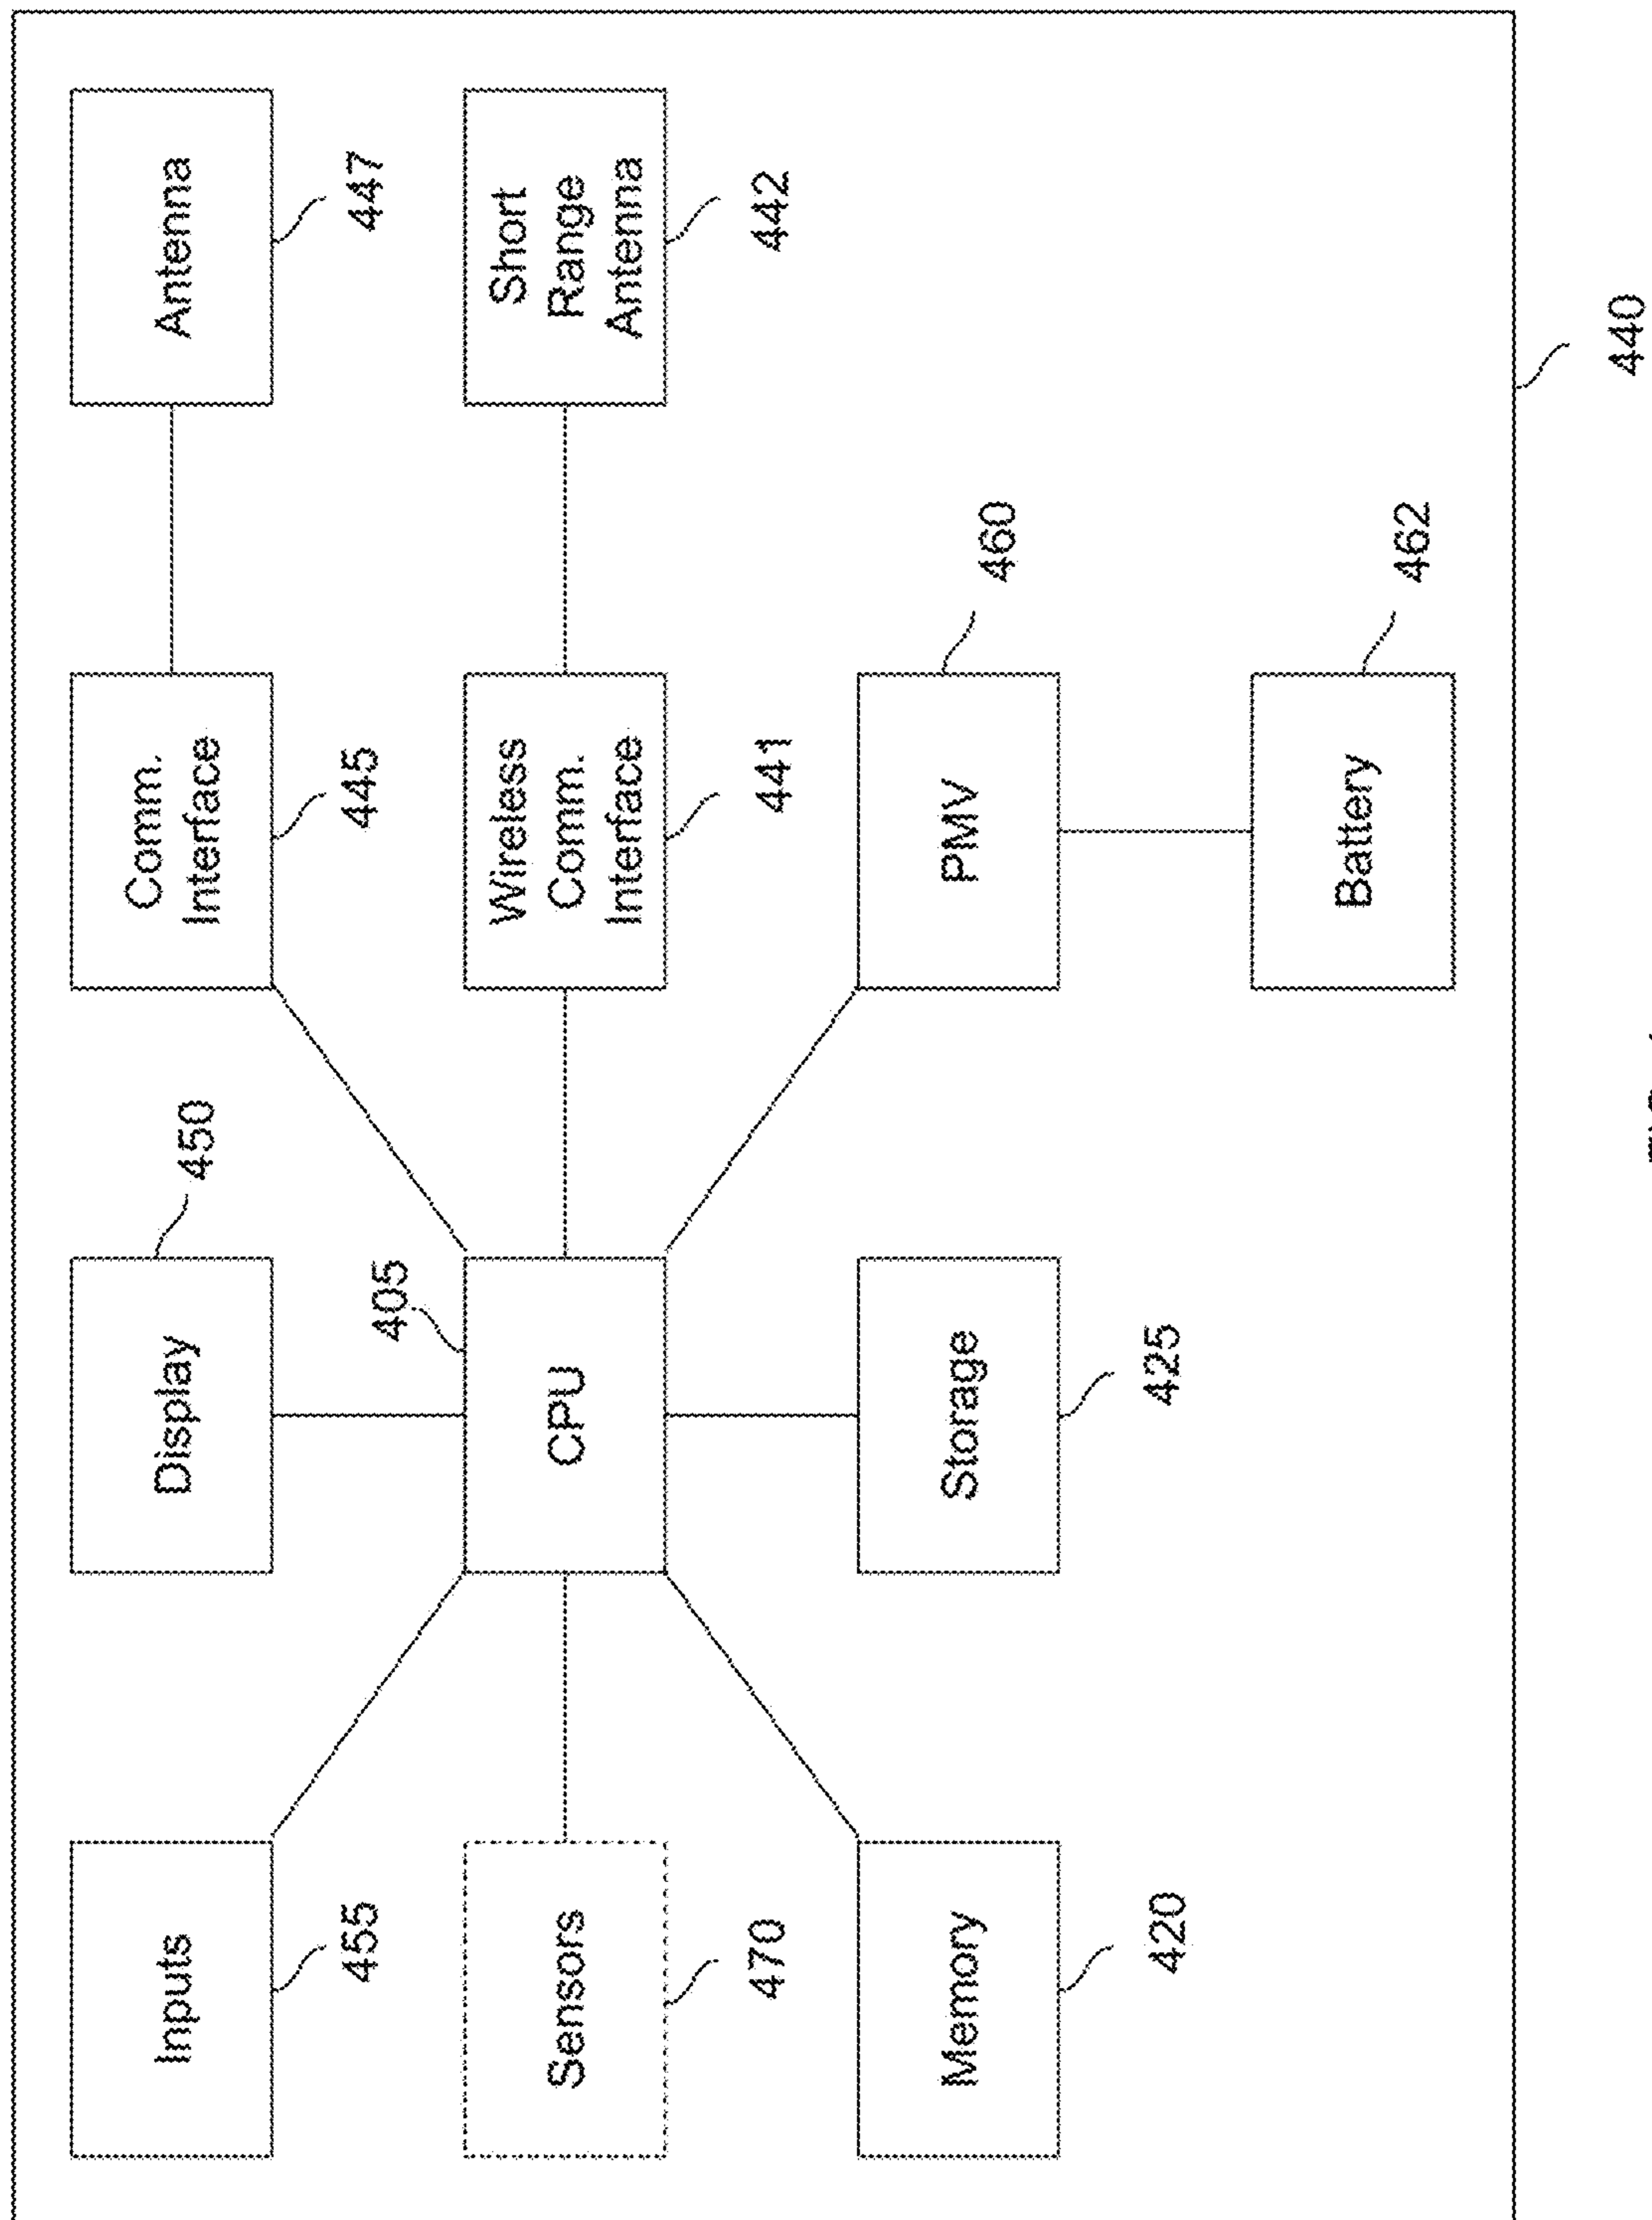 Inputs
455
Display
450
Comm.
Interface
445
Antenna
447
Sensors
470
CPU
405
Wireless
Comm.
Interface
441
Short
Range
Antenna
442
Memory
420
Storage
425
PMV
460
Battery
462
440